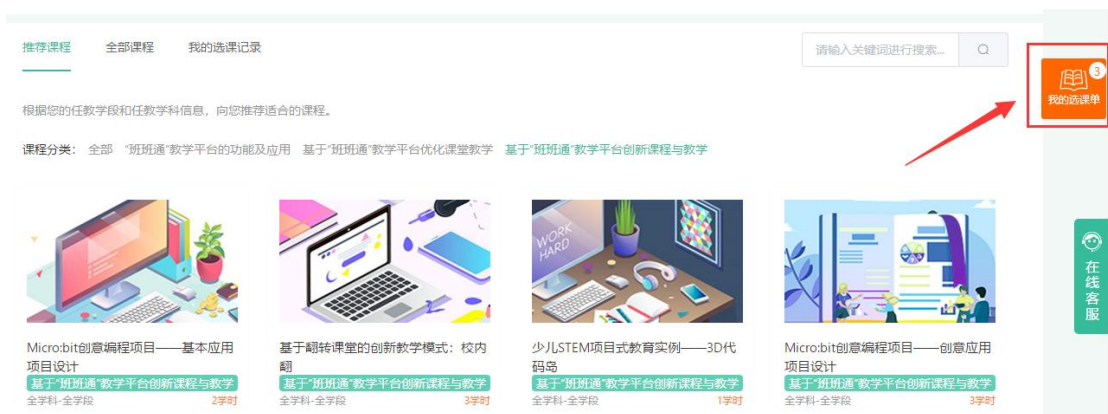 推荐课程 全部课程 我的选课记录
请输入关键词进行搜索...
3
我的选课单
根据您的任教学段和任教学科信息，向您推荐适合的课程。
课程分类： 全部 "班班通"教学平台的功能及应用 基于"班班通"教学平台优化课堂教学 基于"班班通"教学平台创新课程与教学
WORK
HARD
在线客服
Micro:bit创意编程项目——基本应用
项目设计
基于"班班通"教学平台创新课程与教学
全学科-全学段 2学时
基于翻转课堂的创新教学模式：校内
翻
基于"班班通"教学平台创新课程与教学
全学科-全学段 3学时
少儿STEM项目式教育实例——3D代
码岛
基于"班班通"教学平台创新课程与教学
全学科-全学段 1学时
Micro:bit创意编程项目——创意应用
项目设计
基于"班班通"教学平台创新课程与教学
全学科-全学段 3学时